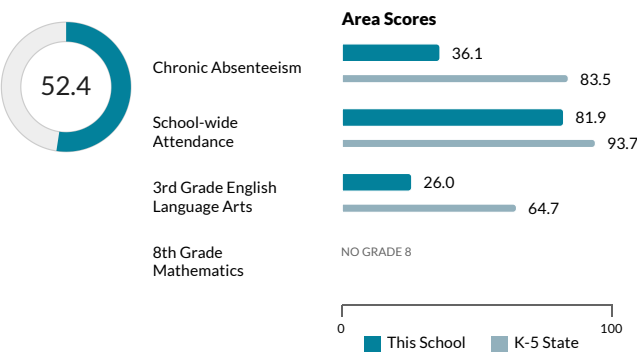 Area Scores
52.4
Chronic Absenteeism
36.1
83.5
School-wide
Attendance
81.9
93.7
3rd Grade English
Language Arts
26.0
64.7
8th Grade
Mathematics
NO GRADE 8
0
100
This School
K-5 State